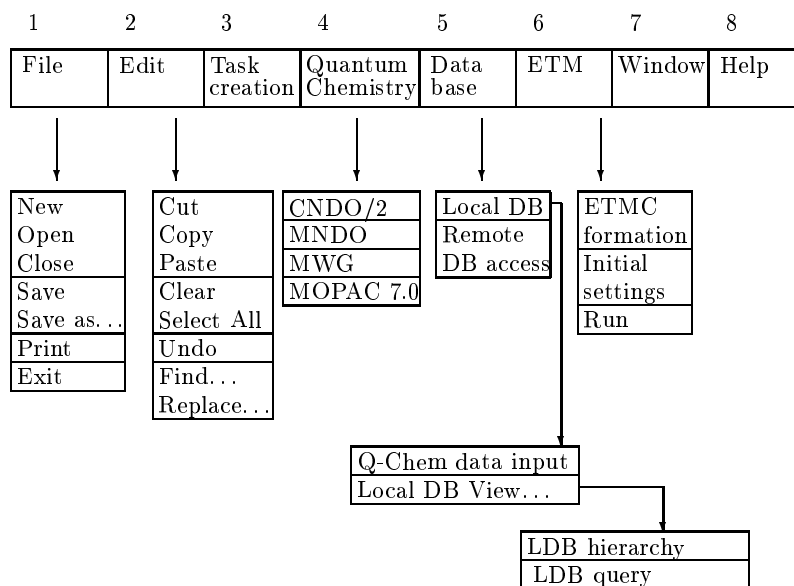 1 2 3 4 5 6 7 8
File Edit Task creation Quantum Chemistry Data base ETM Window Help
New
Open
Close
Save
Save as...
Print
Exit
Cut
Copy
Paste
Clear
Select All
Undo
Find...
Replace...
CNDO/2
MNDO
MWG
MOPAC 7.0
Local DB
Remote
DB access
ETMC
formation
Initial
settings
Run
Q-Chem data input
Local DB View...
LDB hierarchy
LDB query